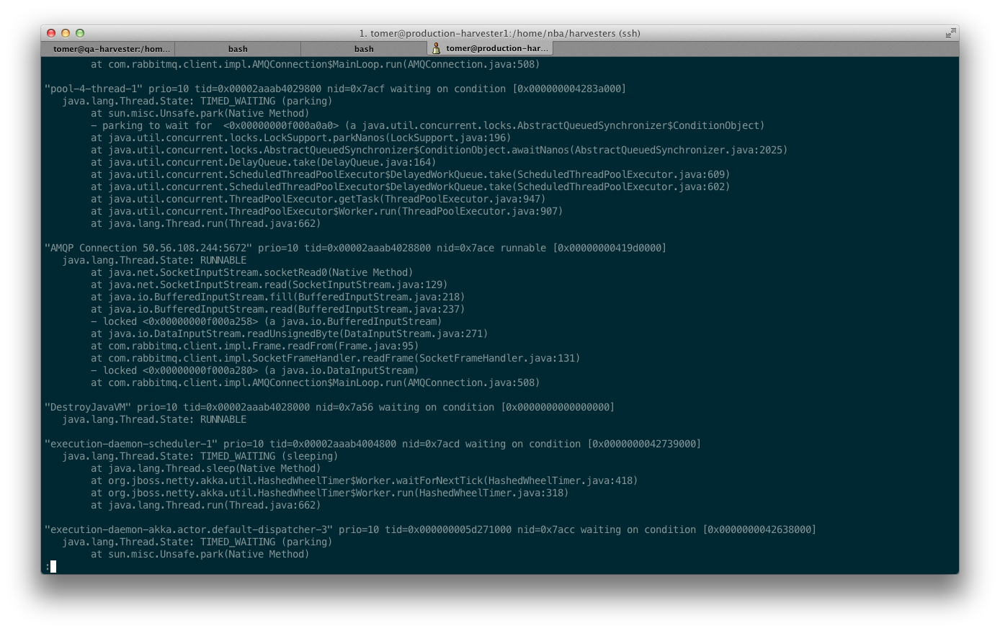 1. tomer@production-harvester1:/home/nba/harvesters (ssh)
tomer@qa-harvester:/hom... bash bash tomer@production-har...
at com.rabbitmq.client.impl.AMQConnection$MainLoop.run(AMQConnection.java:508)
"pool-4-thread-1" prio=10 tid=0x00002aaab4029800 nid=0x7acf waiting on condition [0x000000004283a000]
java.lang.Thread.State: TIMED_WAITING (parking)
at sun.misc.Unsafe.park(Native Method)
- parking to wait for  <0x00000000f000a0a0> (a java.util.concurrent.locks.AbstractQueuedSynchronizer$ConditionObject)
at java.util.concurrent.locks.LockSupport.parkNanos(LockSupport.java:196)
at java.util.concurrent.locks.AbstractQueuedSynchronizer$ConditionObject.awaitNanos(AbstractQueuedSynchronizer.java:2025)
at java.util.concurrent.DelayQueue.take(DelayQueue.java:164)
at java.util.concurrent.ScheduledThreadPoolExecutor$DelayedWorkQueue.take(ScheduledThreadPoolExecutor.java:609)
at java.util.concurrent.ScheduledThreadPoolExecutor$DelayedWorkQueue.take(ScheduledThreadPoolExecutor.java:602)
at java.util.concurrent.ThreadPoolExecutor.getTask(ThreadPoolExecutor.java:947)
at java.util.concurrent.ThreadPoolExecutor$Worker.run(ThreadPoolExecutor.java:907)
at java.lang.Thread.run(Thread.java:662)
"AMQP Connection 50.56.108.244:5672" prio=10 tid=0x00002aaab4028800 nid=0x7ace runnable [0x00000000419d0000]
java.lang.Thread.State: RUNNABLE
at java.net.SocketInputStream.socketRead0(Native Method)
at java.net.SocketInputStream.read(SocketInputStream.java:129)
at java.io.BufferedInputStream.fill(BufferedInputStream.java:218)
at java.io.BufferedInputStream.read(BufferedInputStream.java:237)
- locked <0x00000000f000a258> (a java.io.BufferedInputStream)
at java.io.DataInputStream.readUnsignedByte(DataInputStream.java:271)
at com.rabbitmq.client.impl.Frame.readFrom(Frame.java:95)
at com.rabbitmq.client.impl.SocketFrameHandler.readFrame(SocketFrameHandler.java:131)
- locked <0x00000000f000a280> (a java.io.DataInputStream)
at com.rabbitmq.client.impl.AMQConnection$MainLoop.run(AMQConnection.java:508)
"DestroyJavaVM" prio=10 tid=0x00002aaab4028000 nid=0x7a56 waiting on condition [0x0000000000000000]
java.lang.Thread.State: RUNNABLE
"execution-daemon-scheduler-1" prio=10 tid=0x00002aaab4004800 nid=0x7acd waiting on condition [0x0000000042739000]
java.lang.Thread.State: TIMED_WAITING (sleeping)
at java.lang.Thread.sleep(Native Method)
at org.jboss.netty.akka.util.HashedWheelTimer$Worker.waitForNextTick(HashedWheelTimer.java:418)
at org.jboss.netty.akka.util.HashedWheelTimer$Worker.run(HashedWheelTimer.java:318)
at java.lang.Thread.run(Thread.java:662)
"execution-daemon-akka.actor.default-dispatcher-3" prio=10 tid=0x000000005d271000 nid=0x7acc waiting on condition [0x0000000042638000]
java.lang.Thread.State: TIMED_WAITING (parking)
at sun.misc.Unsafe.park(Native Method)
: